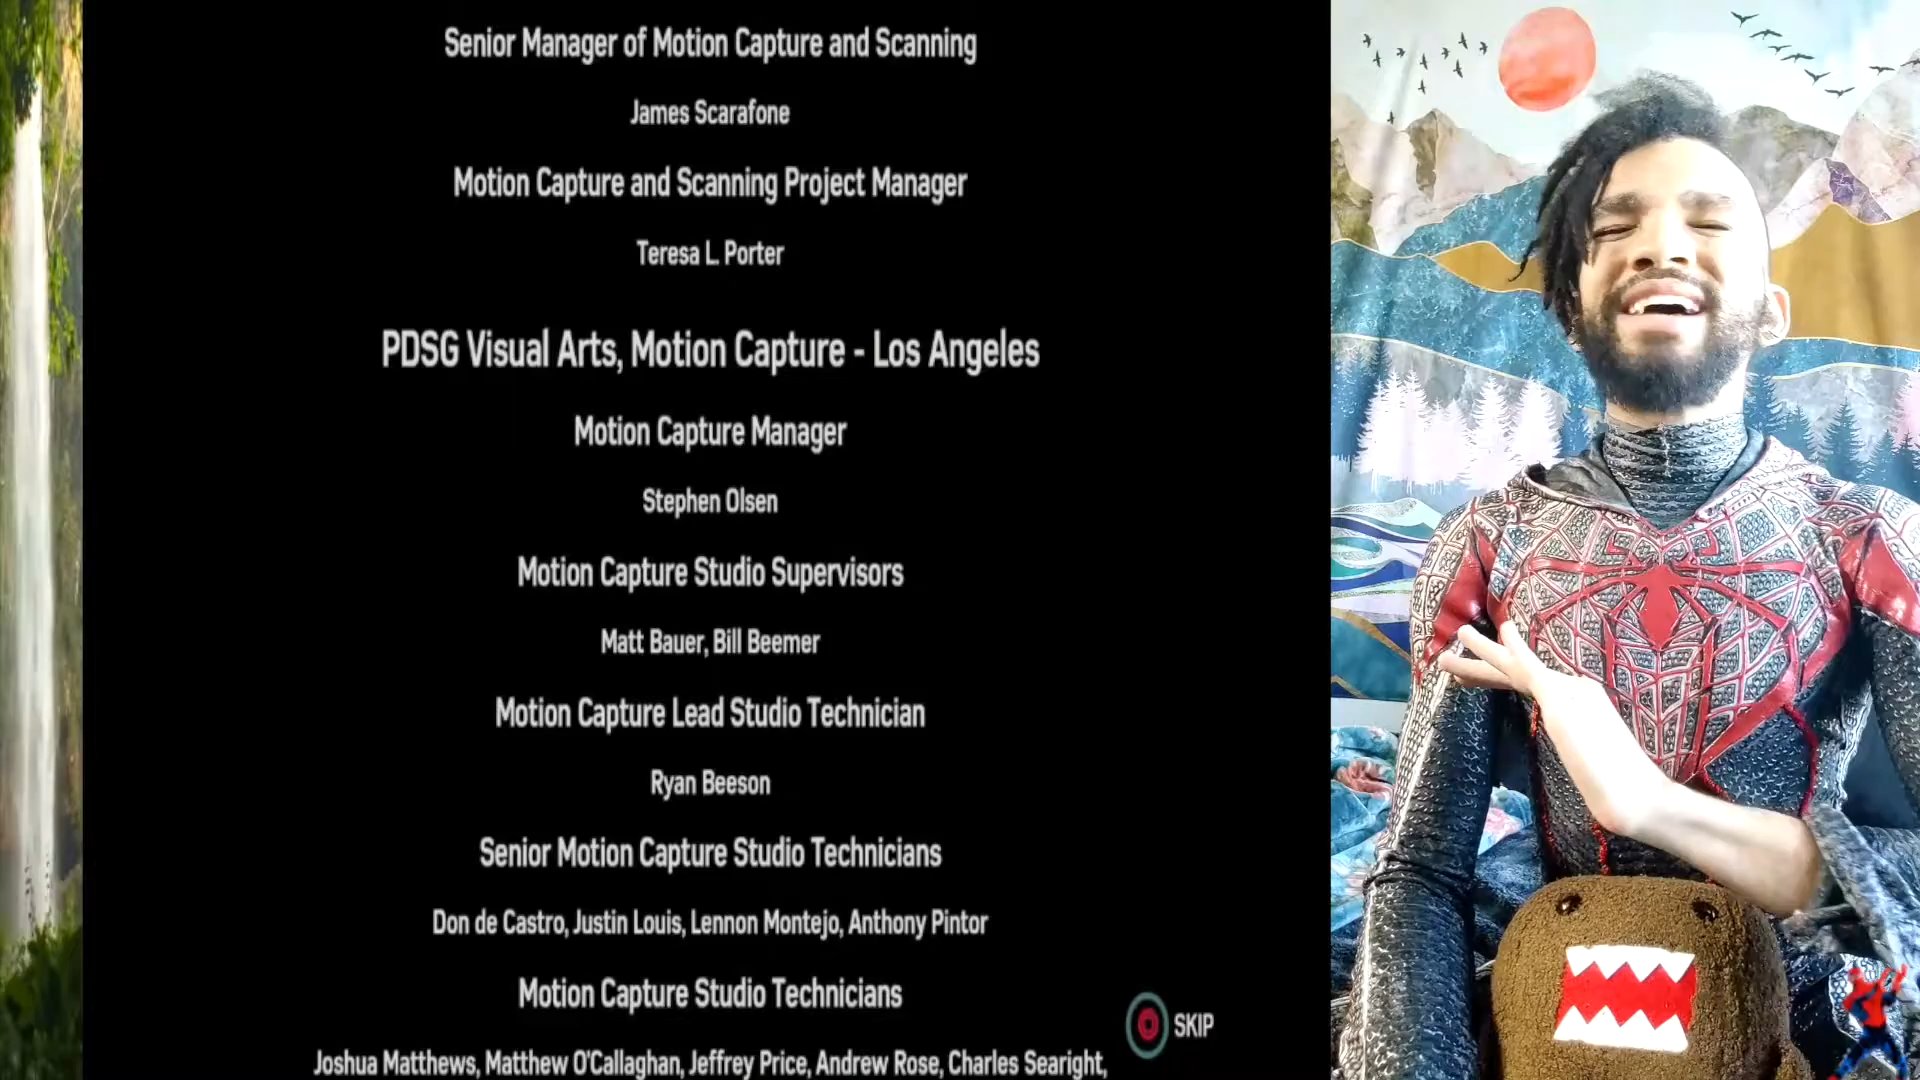 Senior Manager of Motion Capture and Scanning
James Scarafone
Motion Capture and Scanning Project Manager
Teresa L. Porter
PDSG Visual Arts, Motion Capture - Los Angeles
Motion Capture Manager
Stephen Olsen
Motion Capture Studio Supervisors
Matt Bauer, Bill Beemer
Motion Capture Lead Studio Technician
Ryan Beeson
Senior Motion Capture Studio Technicians
Don de Castro, Justin Louis, Lennon Montejo, Anthony Pintor
Motion Capture Studio Technicians
SKIP
Joshua Matthews, Matthew O'Callaghan, Jeffrey Price, Andrew Rose, Charles Searight,